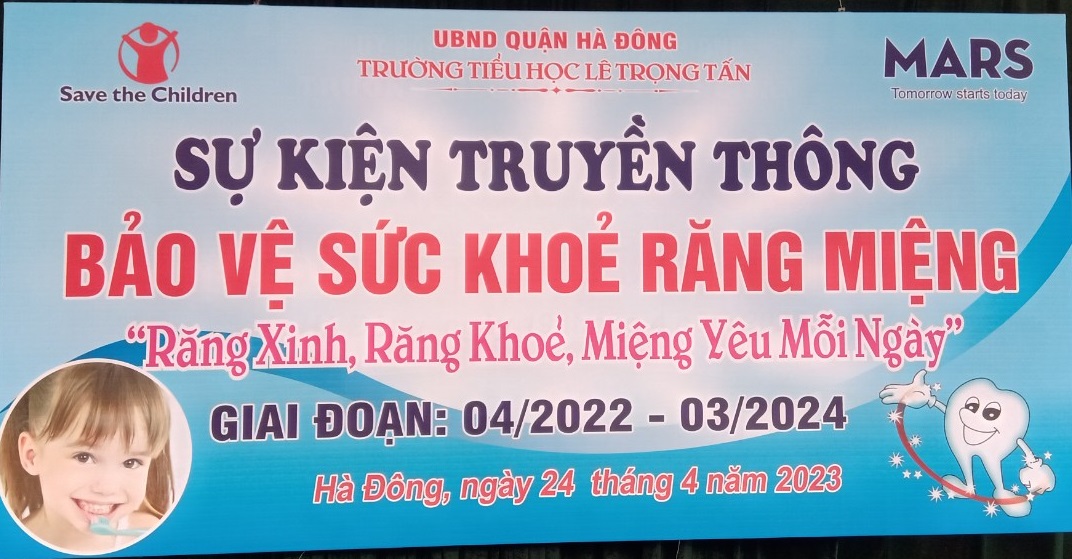 Save the Children
UBND QUẬN HÀ ĐÔNG
TRƯỜNG TIỂU HỌC LÊ TRỌNG TẤN
MARS
Tomorrow starts today
SỰ KIỆN TRUYỀN THÔNG
BẢO VỆ SỨC KHOẺ RĂNG MIỆNG
“Răng Xinh, Răng Khoẻ, Miệng Yêu Mỗi Ngày”
GIAI ĐOẠN: 04/2022 - 03/2024
Hà Đông, ngày 24 tháng 4 năm 2023